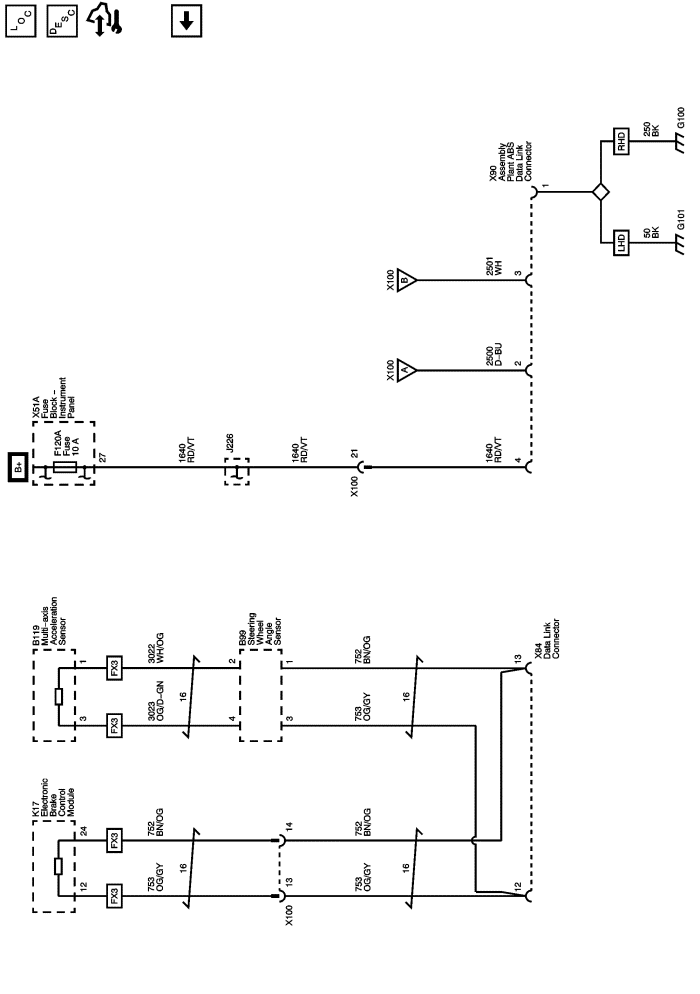 LOC
DESC
X90
Assembly
Plant ABS
Data Link
Connector
1
RHD
250
BK
G100
LHD
50
BK
G101
X100
B
2501
WH
3
X100
A
2500
D-BU
2
X51A
Fuse
Block –
Instrument
Panel
B+
F120A
Fuse
10 A
27
1640
RD/VT
J226
1640
RD/VT
21
X100
1640
RD/VT
4
B119
Multi-axis
Acceleration
Sensor
1
3
FX3
FX3
3022
WH/OG
3023
OG/D-GN
16
2
4
B99
Steering
Wheel
Angle
Sensor
1
3
752
BN/OG
753
OG/GY
16
13
X84
Data Link
Connector
K17
Electronic
Brake
Control
Module
24
12
FX3
FX3
752
BN/OG
753
OG/GY
16
14
13
X100
752
BN/OG
753
OG/GY
16
12